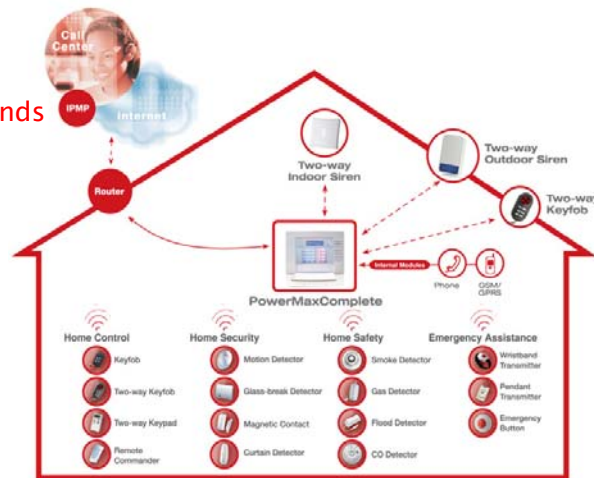 Call
Center
nds
IPMP
Internet
Two-way
Indoor Siren
Two-way
Outdoor Siren
Router
Two-way
Keyfob
Internal Modules
Phone
GSM/
GPRS
PowerMaxComplete
Home Control
Keyfob
Two-way Keyfob
Two-way Keypad
Remote
Commander
Home Security
Motion Detector
Glass-break Detector
Magnetic Contact
Curtain Detector
Home Safety
Smoke Detector
Gas Detector
Flood Detector
CO Detector
Emergency Assistance
Wristband
Transmitter
Pendant
Transmitter
Emergency
Button